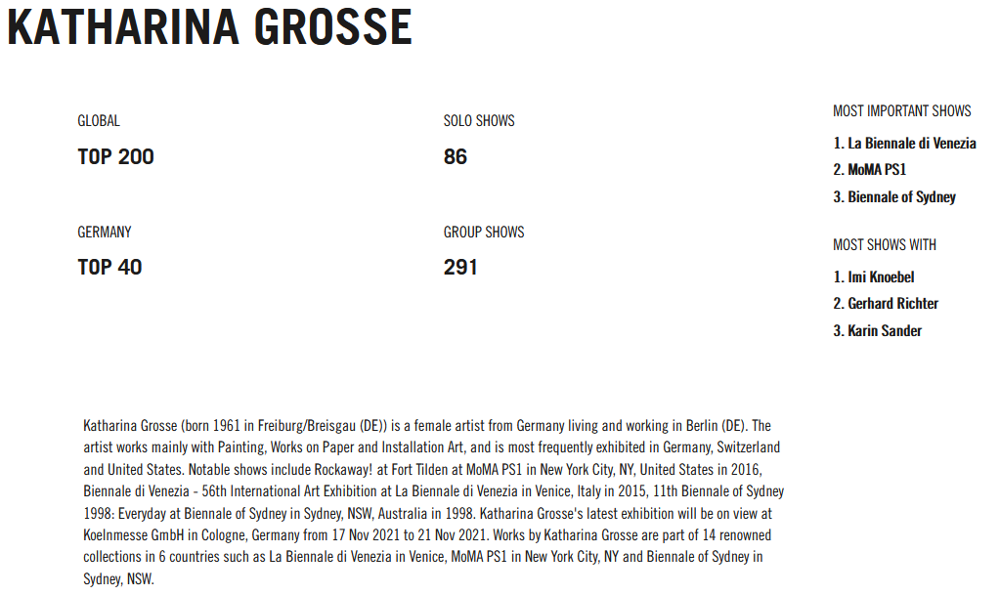 KATHARINA GROSSE
GLOBAL
TOP 200
SOLO SHOWS
86
GERMANY
TOP 40
GROUP SHOWS
291
MOST IMPORTANT SHOWS
1. La Biennale di Venezia
2. MoMA PS1
3. Biennale of Sydney
MOST SHOWS WITH
1. Imi Knoebel
2. Gerhard Richter
3. Karin Sander
Katharina Grosse (born 1961 in Freiburg/Breisgau (DE)) is a female artist from Germany living and working in Berlin (DE). The
artist works mainly with Painting, Works on Paper and Installation Art, and is most frequently exhibited in Germany, Switzerland
and United States. Notable shows include Rockaway! at Fort Tilden at MoMA PS1 in New York City, NY, United States in 2016,
Biennale di Venezia - 56th International Art Exhibition at La Biennale di Venezia in Venice, Italy in 2015, 11th Biennale of Sydney
1998: Everyday at Biennale of Sydney in Sydney, NSW, Australia in 1998. Katharina Grosse's latest exhibition will be on view at
Koelnmesse GmbH in Cologne, Germany from 17 Nov 2021 to 21 Nov 2021. Works by Katharina Grosse are part of 14 renowned
collections in 6 countries such as La Biennale di Venezia in Venice, MoMA PS1 in New York City, NY and Biennale of Sydney in
Sydney, NSW.